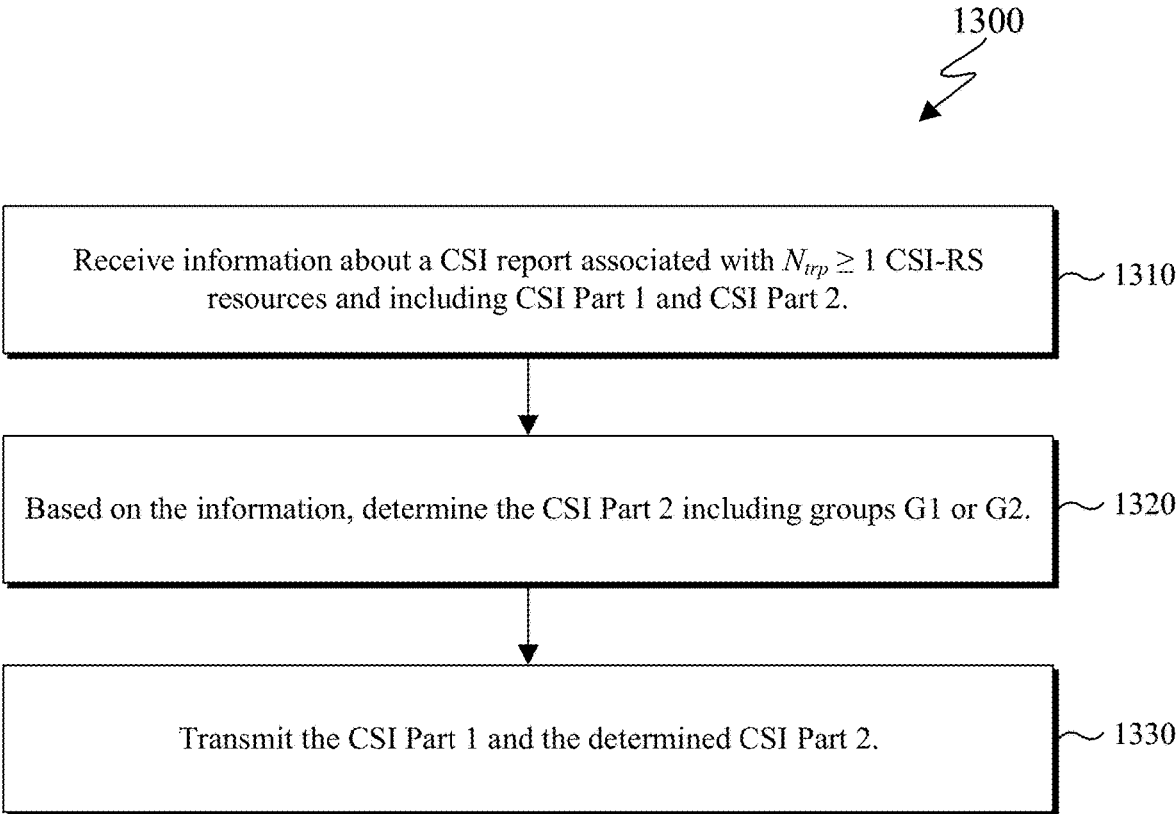 1300
Receive information about a CSI report associated with N_trp ≥ 1 CSI-RS
resources and including CSI Part 1 and CSI Part 2.
1310
Based on the information, determine the CSI Part 2 including groups G1 or G2.
1320
Transmit the CSI Part 1 and the determined CSI Part 2.
1330